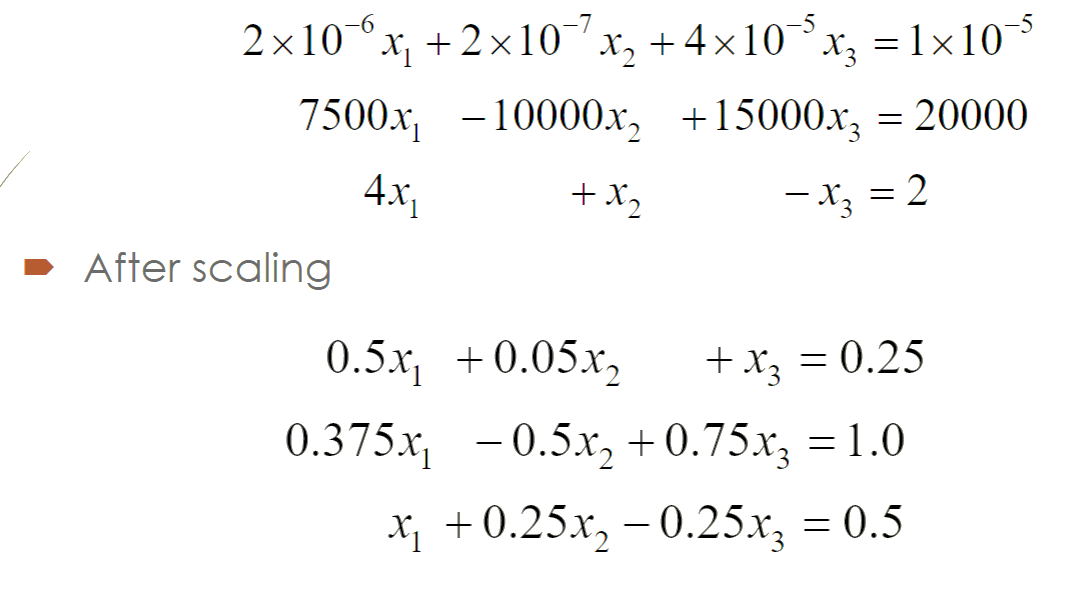 2×10⁻⁶x₁ + 2×10⁻⁷x₂ + 4×10⁻⁵x₃ = 1×10⁻⁵
7500x₁ −10000x₂ +15000x₃ = 20000
4x₁ + x₂ − x₃ = 2
After scaling
0.5x₁ + 0.05x₂ + x₃ = 0.25
0.375x₁ − 0.5x₂ + 0.75x₃ = 1.0
x₁ + 0.25x₂ − 0.25x₃ = 0.5